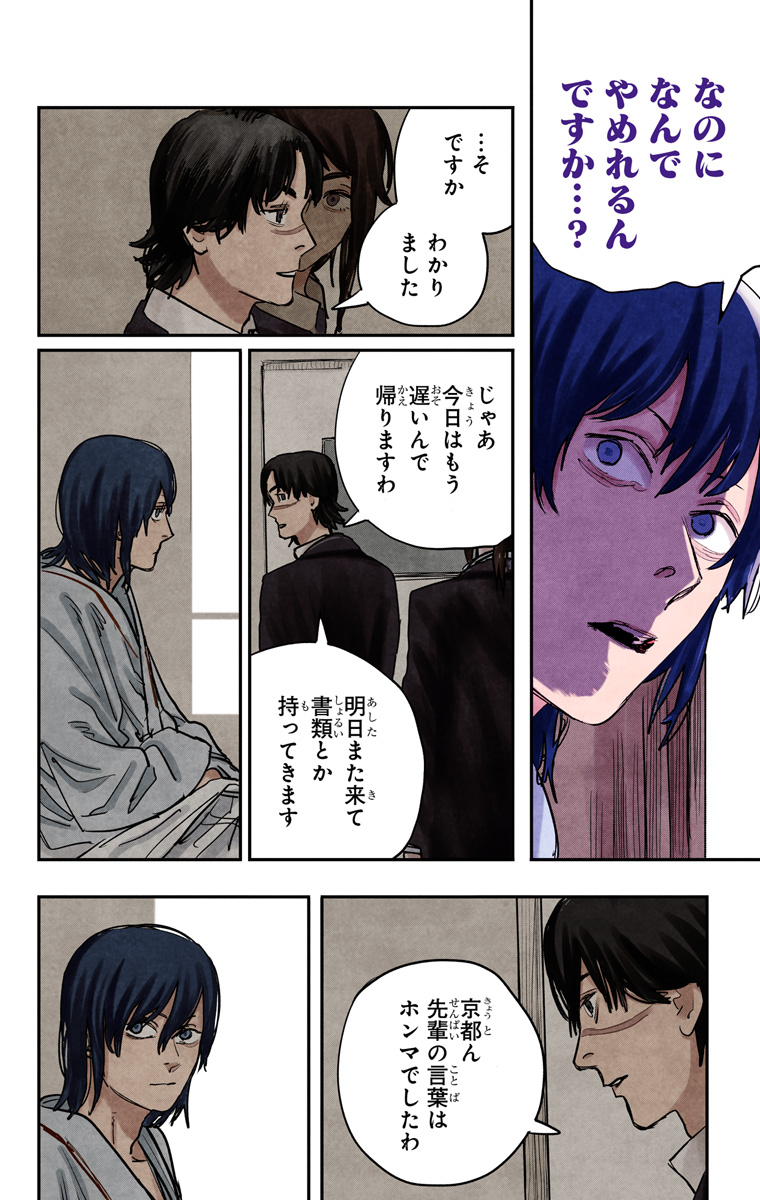 なのに
なんで
やめれるん
ですか…?
…そ
ですか
わかり
ました
じゃあ
今日はもう
遅いんで
帰りますわ
明日また来て
書類とか
持ってきます
京都ん
先輩の言葉は
ホンマでしたわ